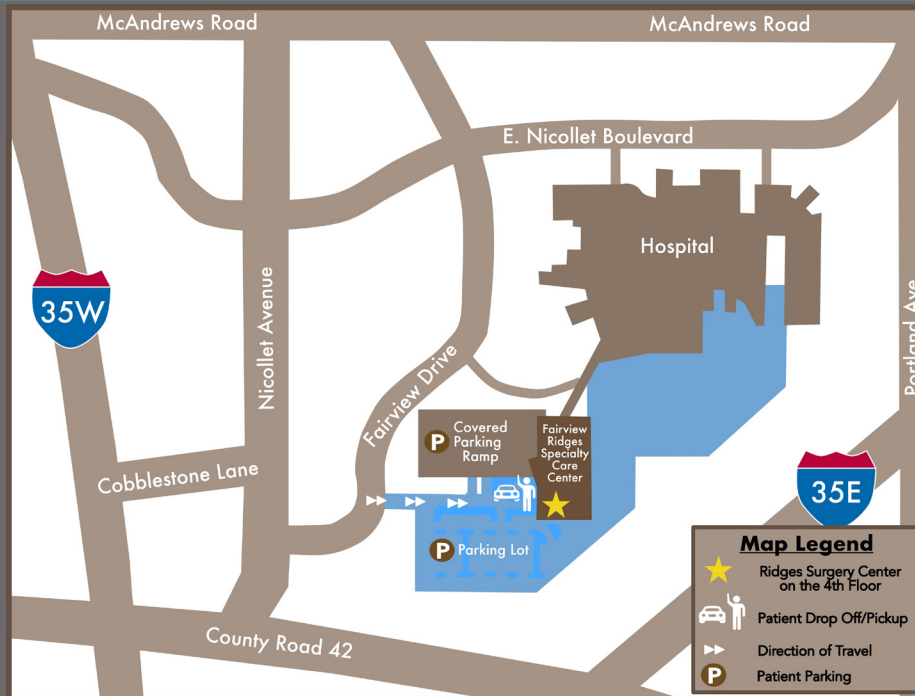 McAndrews Road
McAndrews Road
E. Nicollet Boulevard
Hospital
35W
Nicollet Avenue
Portland Ave
Fairview Drive
P
Covered
Parking
Ramp
Fairview
Ridges
Specialty
Care
Center
Cobblestone Lane
35E
P
Parking Lot
County Road 42
Map Legend
Ridges Surgery Center
on the 4th Floor
Patient Drop Off/Pickup
Direction of Travel
P
Patient Parking